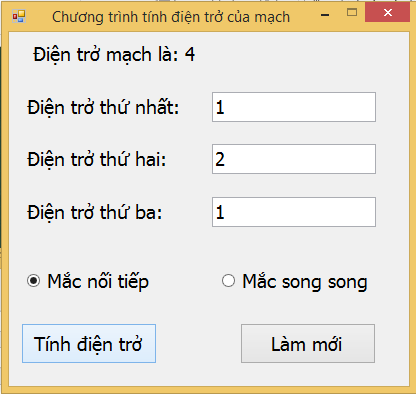 Chương trình tính điện trở của mạch
Điện trở mạch là: 4
Điện trở thứ nhất: 1
Điện trở thứ hai: 2
Điện trở thứ ba: 1
Mắc nối tiếp Mắc song song
Tính điện trở Làm mới